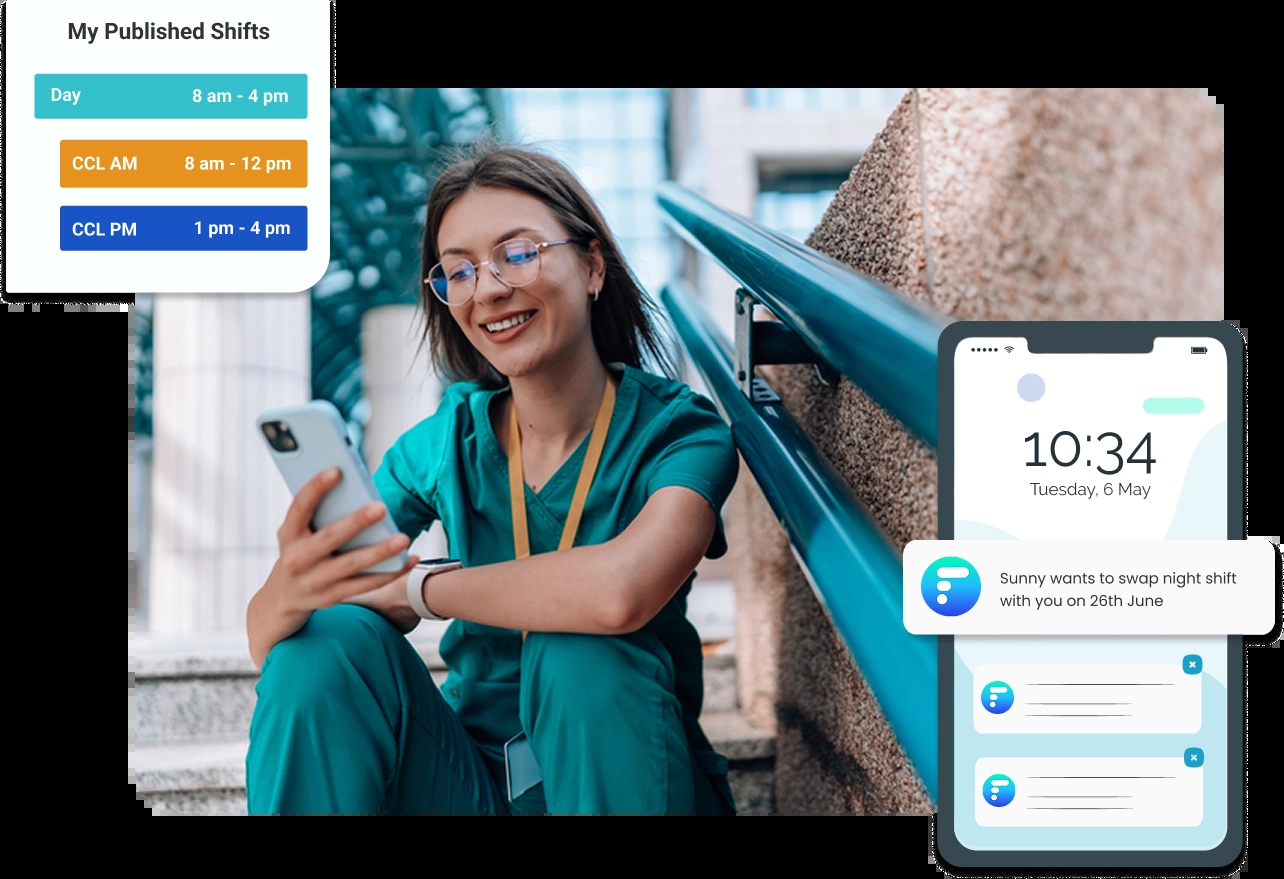 My Published Shifts
Day 8 am - 4 pm
CCL AM 8 am - 12 pm
CCL PM 1 pm - 4 pm
10:34
Tuesday, 6 May
Sunny wants to swap night shift
with you on 26th June